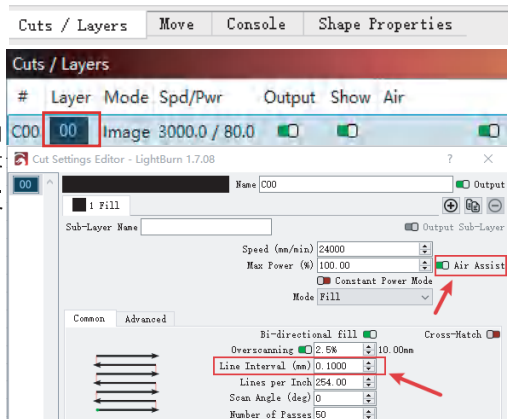 Cuts / Layers Move Console Shape Properties
Cuts / Layers
# Layer Mode Spd/Pwr Output Show Air
C00 00 Image 3000.0 / 80.0
Cut Settings Editor - LightBurn 1.7.08 ? ×
00 Name C00 Output
1 Fill
Sub-Layer Name Output Sub-Layer
Speed (mm/min) 24000
Max Power (%) 100.00 Air Assist
Constant Power Mode
Mode Fill
Common Advanced
Bi-directional fill Cross-Hatch
Overscanning 2.5% 10.00mm
Line Interval (mm) 0.1000
Lines per Inch 254.00
Scan Angle (deg) 0
Number of Passes 50